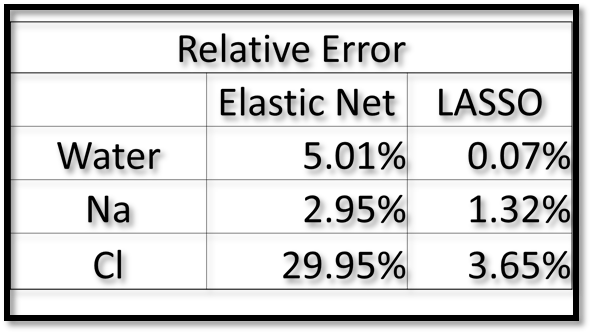 Relative Error
Elastic Net LASSO
Water 5.01% 0.07%
Na 2.95% 1.32%
Cl 29.95% 3.65%